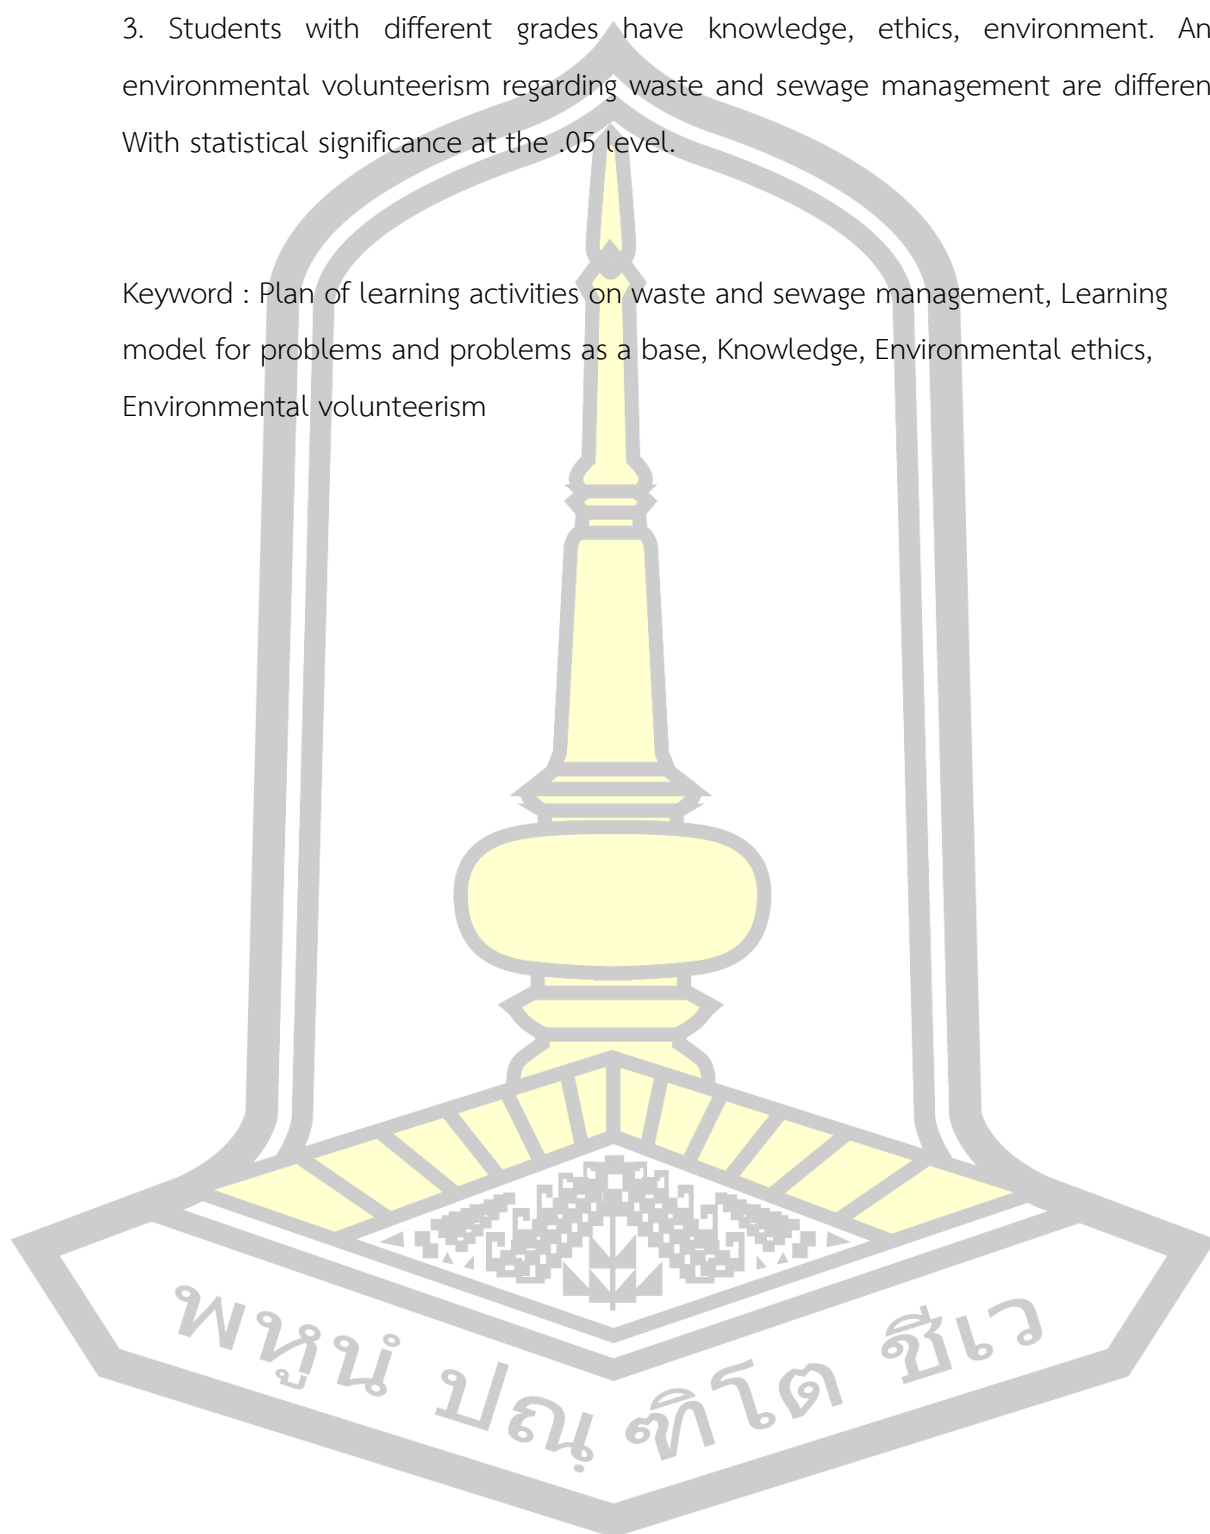 3. Students with different grades have knowledge, ethics, environment. An
environmental volunteerism regarding waste and sewage management are differen
With statistical significance at the .05 level.
Keyword : Plan of learning activities on waste and sewage management, Learning
model for problems and problems as a base, Knowledge, Environmental ethics,
Environmental volunteerism
พหูนํ ปณฺฑิโต ชีเว